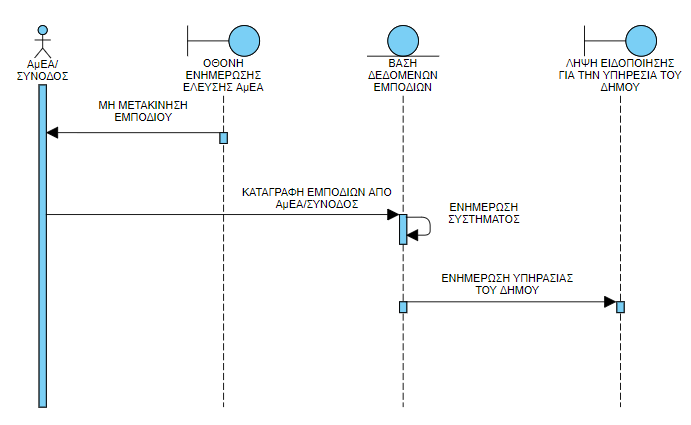 ΑμΕΑ/
ΣΥΝΟΔΟΣ
ΟΘΟΝΗ
ΕΝΗΜΕΡΩΣΗΣ
ΕΛΕΥΣΗΣ ΑμΕΑ
ΒΑΣΗ
ΔΕΔΟΜΕΝΩΝ
ΕΜΠΟΔΙΩΝ
ΛΗΨΗ ΕΙΔΟΠΟΙΗΣΗΣ
ΓΙΑ ΤΗΝ ΥΠΗΡΕΣΙΑ ΤΟΥ
ΔΗΜΟΥ
ΜΗ ΜΕΤΑΚΙΝΗΣΗ
ΕΜΠΟΔΙΟΥ
ΚΑΤΑΓΡΑΦΗ ΕΜΠΟΔΙΩΝ ΑΠΟ
ΑμΕΑ/ΣΥΝΟΔΟΣ
ΕΝΗΜΕΡΩΣΗ
ΣΥΣΤΗΜΑΤΟΣ
ΕΝΗΜΕΡΩΣΗ ΥΠΗΡΑΣΙΑΣ
ΤΟΥ ΔΗΜΟΥ